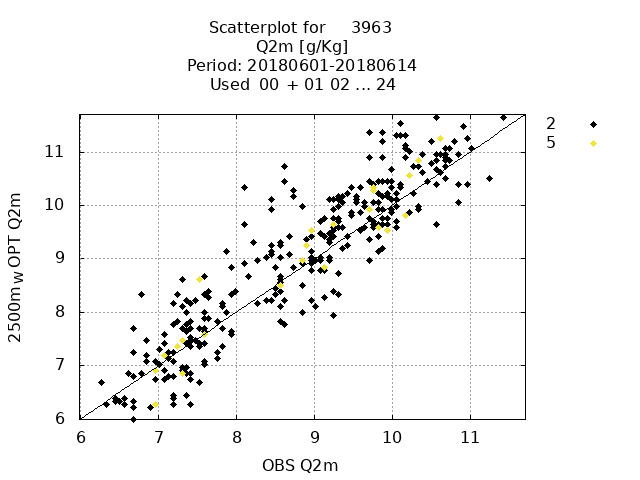 Scatterplot for 3963
Q2m [g/Kg]
Period: 20180601-20180614
Used 00 + 01 02 ... 24
2
5
2500m w OPT Q2m
11
10
9
8
7
6
6 7 8 9 10 11
OBS Q2m